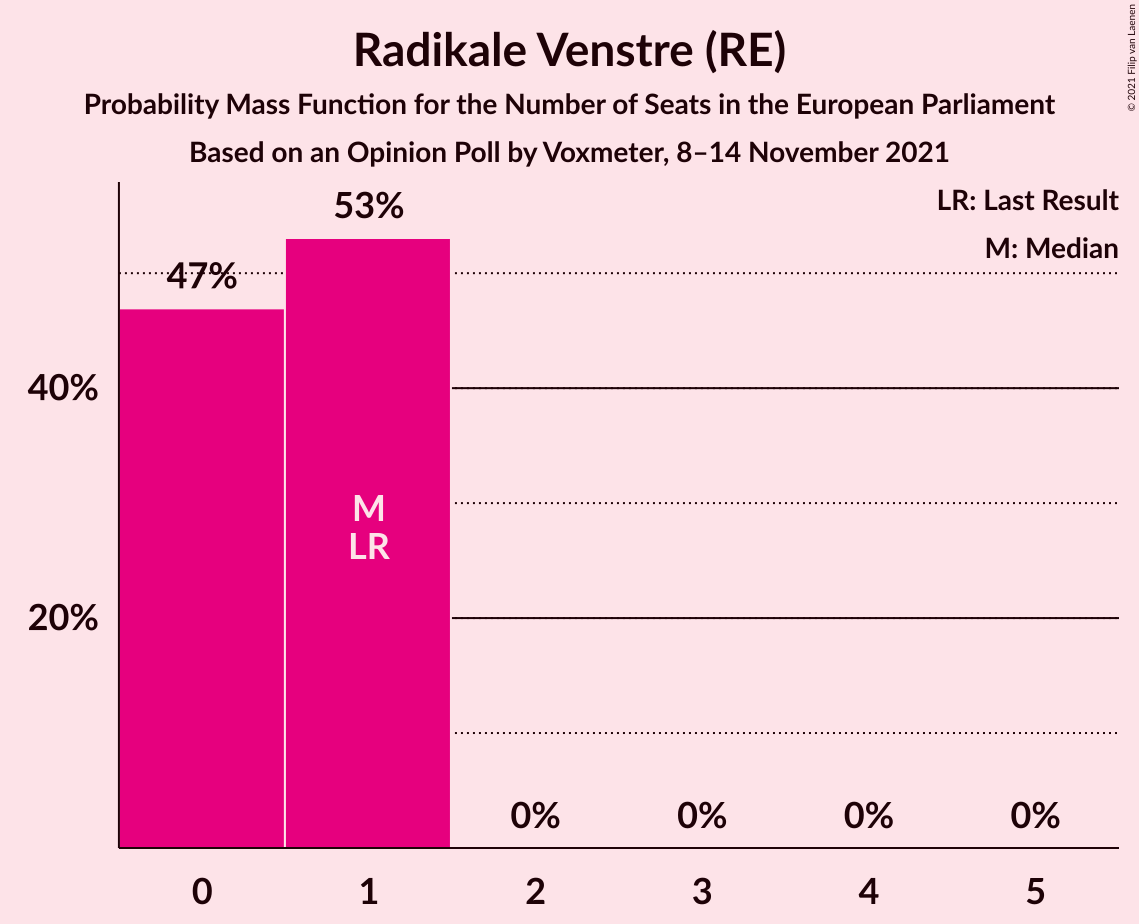 Radikale Venstre (RE)
Probability Mass Function for the Number of Seats in the European Parliament
Based on an Opinion Poll by Voxmeter, 8–14 November 2021
© 2021 Filip van Laenen
LR: Last Result
M: Median
53%
47%
40%
20%
M
LR
0% 0% 0% 0%
0 1 2 3 4 5